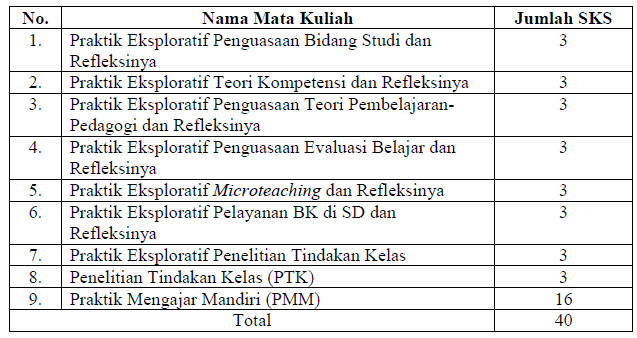 No. Nama Mata Kuliah Jumlah SKS
1. Praktik Eksploratif Penguasaan Bidang Studi dan 3
Refleksinya
2. Praktik Eksploratif Teori Kompetensi dan Refleksinya 3
3. Praktik Eksploratif Penguasaan Teori Pembelajaran- 3
Pedagogi dan Refleksinya
4. Praktik Eksploratif Penguasaan Evaluasi Belajar dan 3
Refleksinya
5. Praktik Eksploratif Microteaching dan Refleksinya 3
6. Praktik Eksploratif Pelayanan BK di SD dan 3
Refleksinya
7. Praktik Eksploratif Penelitian Tindakan Kelas 3
8. Penelitian Tindakan Kelas (PTK) 3
9. Praktik Mengajar Mandiri (PMM) 16
Total 40